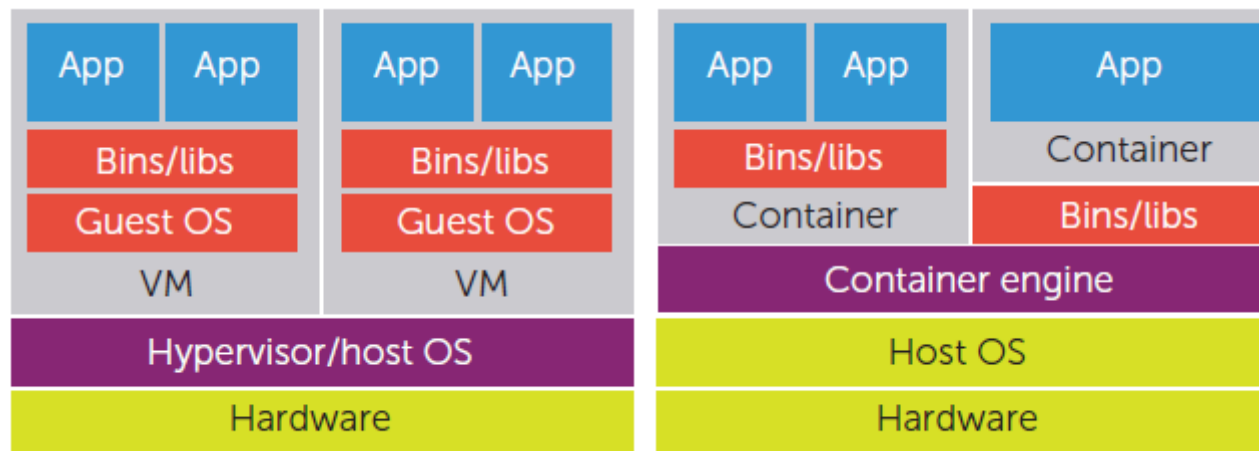 App App App App
Bins/libs Bins/libs
Guest OS Guest OS
VM VM
Hypervisor/host OS
Hardware
App App App
Bins/libs Container
Container Bins/libs
Container engine
Host OS
Hardware